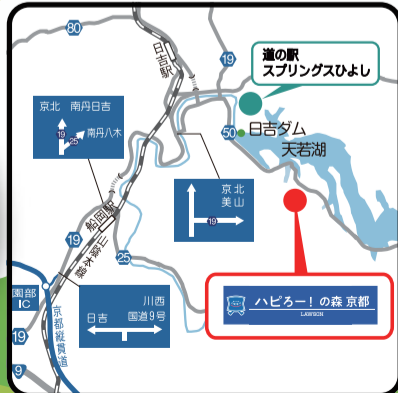 80
日吉駅
19
道の駅
スプリングスひよし
京北 南丹日吉
南丹八木
19
25
50
日吉ダム
天若湖
京北
美山
19
船岡駅
山陰本線
19
25
園部
IC
京都縦貫道
川西
日吉 国道9号
ハピろー!の森 京都
LAWSON
19
9